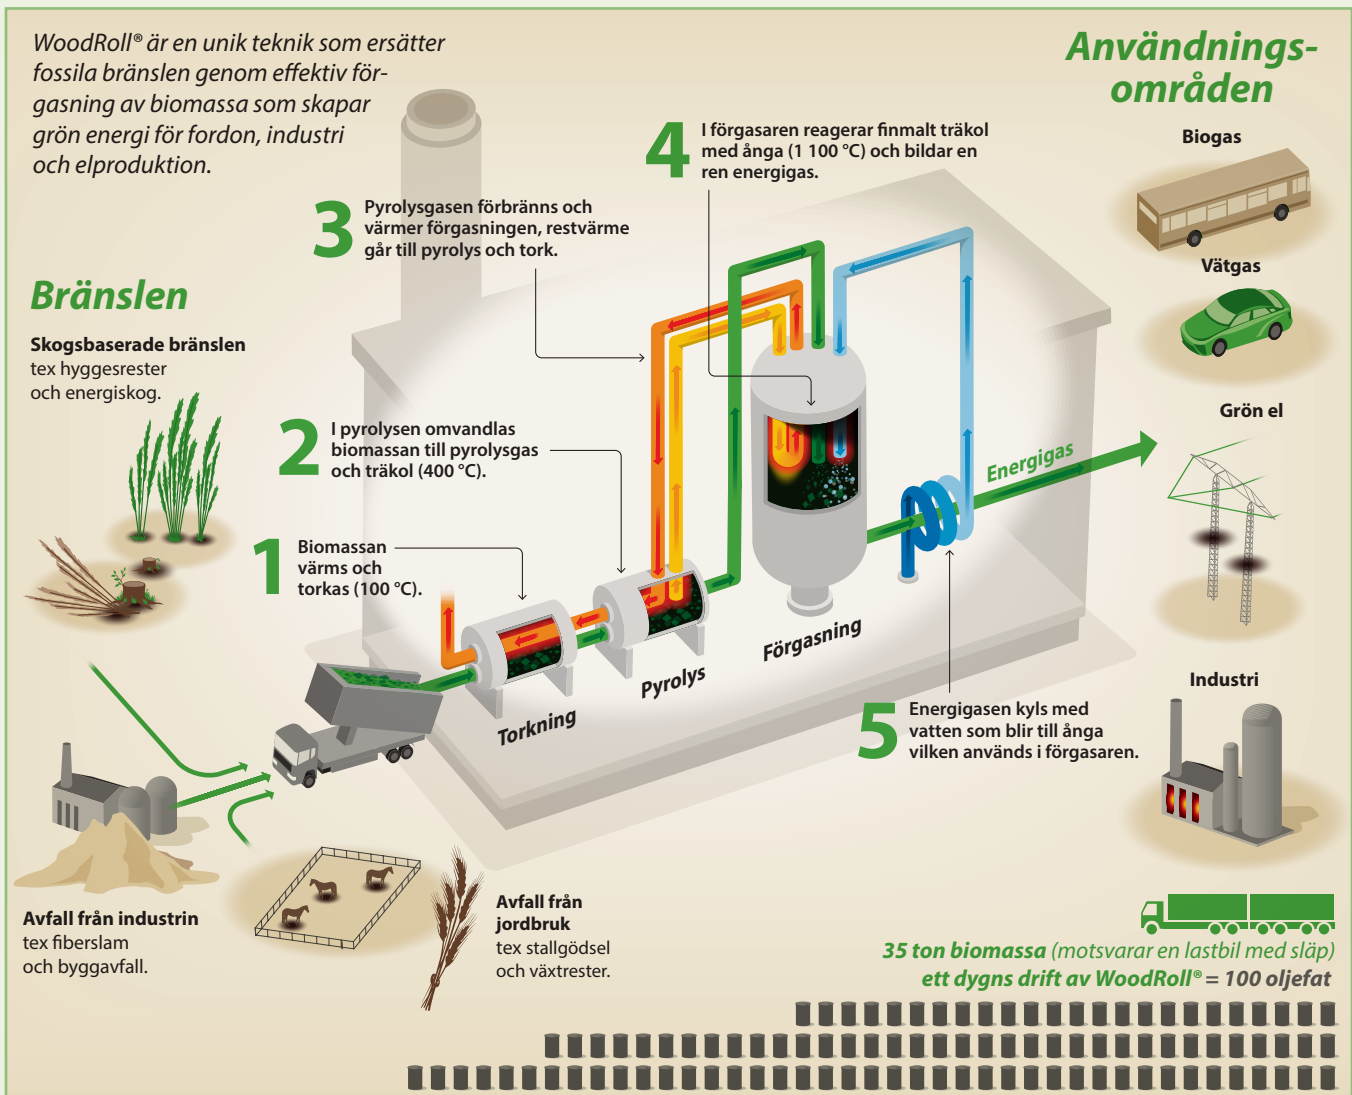 WoodRoll® är en unik teknik som ersätter
fossila bränslen genom effektiv för-
gasning av biomassa som skapar
grön energi för fordon, industri
och elproduktion.
Bränslen
Skogsbaserade bränslen
tex hyggesrester
och energiskog.
Avfall från industrin
tex fiberslam
och byggavfall.
Avfall från
jordbruk
tex stallgödsel
och växtrester.
1
Biomassan
värms och
torkas (100 °C).
2
I pyrolysen omvandlas
biomassan till pyrolysgas
och träkol (400 °C).
3
Pyrolysgasen förbränns och
värmer förgasningen, restvärme
går till pyrolys och tork.
4
I förgasaren reagerar finmalt träkol
med ånga (1 100 °C) och bildar en
ren energigas.
5
Energigasen kyls med
vatten som blir till ånga
vilken används i förgasaren.
Torkning
Pyrolys
Förgasning
Energigas
Användnings-
områden
Biogas
Vätgas
Grön el
Industri
35 ton biomassa (motsvarar en lastbil med släp)
ett dygns drift av WoodRoll® = 100 oljefat